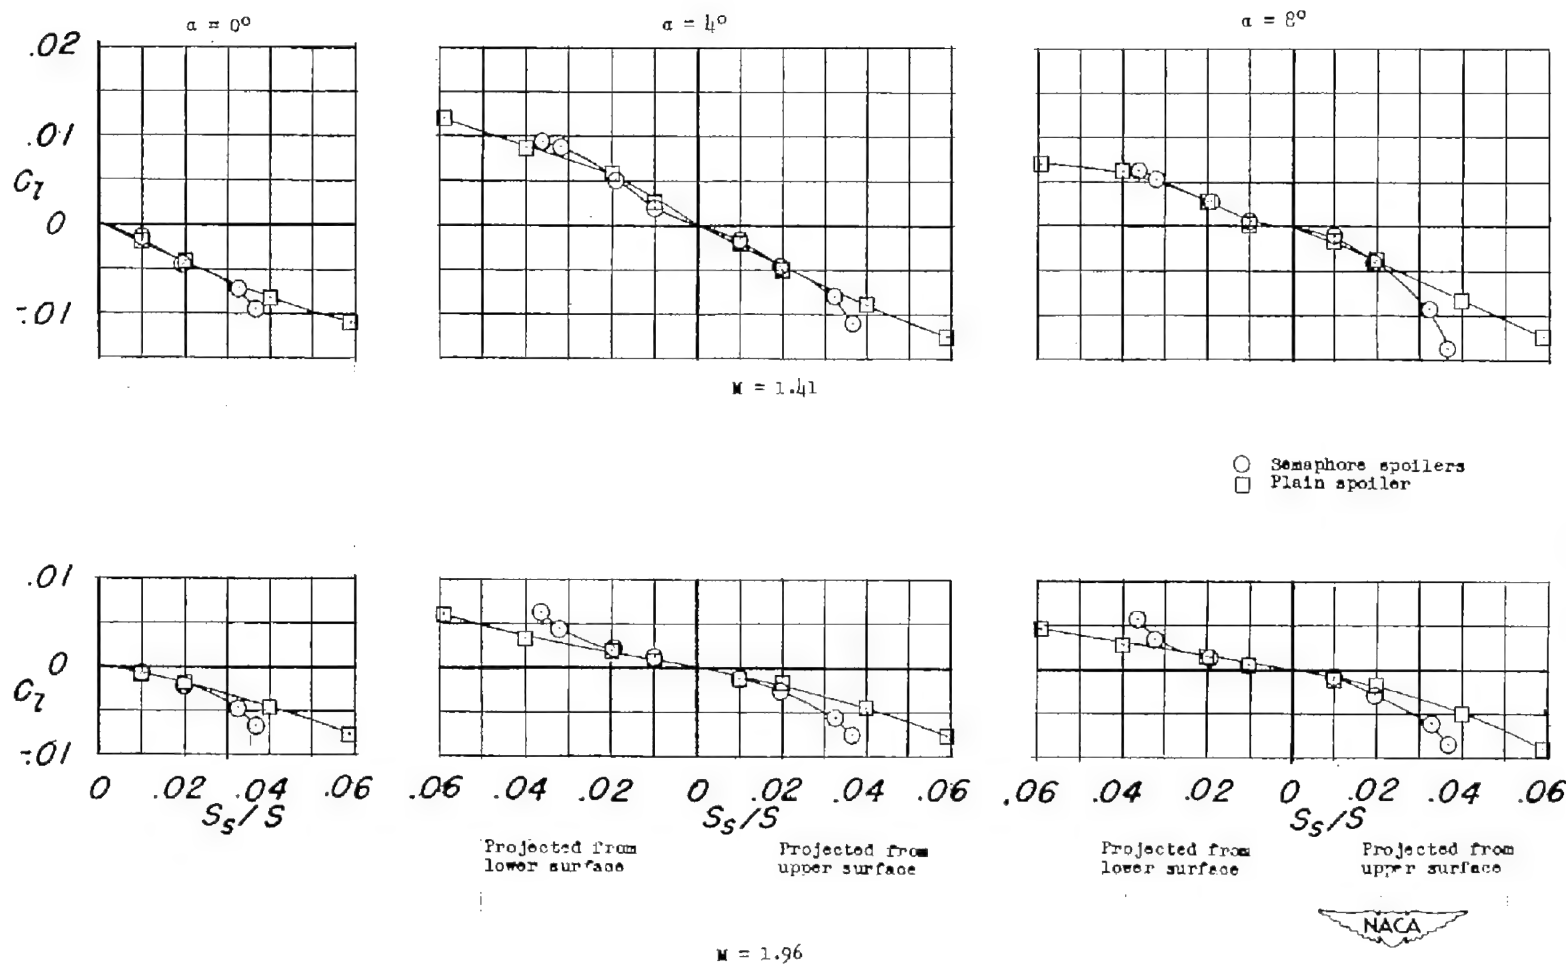 α = 0° α = 4° α = 8°
.02
.01
C_l
0
-.01
M = 1.41
Semaphore spoilers
Plain spoiler
.01
0
C_l
-.01
0 .02 .04 .06 .06 .04 .02 0 .02 .04 .06 .06 .04 .02 0 .02 .04 .06
S_s/S S_s/S S_s/S
Projected from Projected from Projected from Projected from
lower surface upper surface lower surface upper surface
NACA
M = 1.96